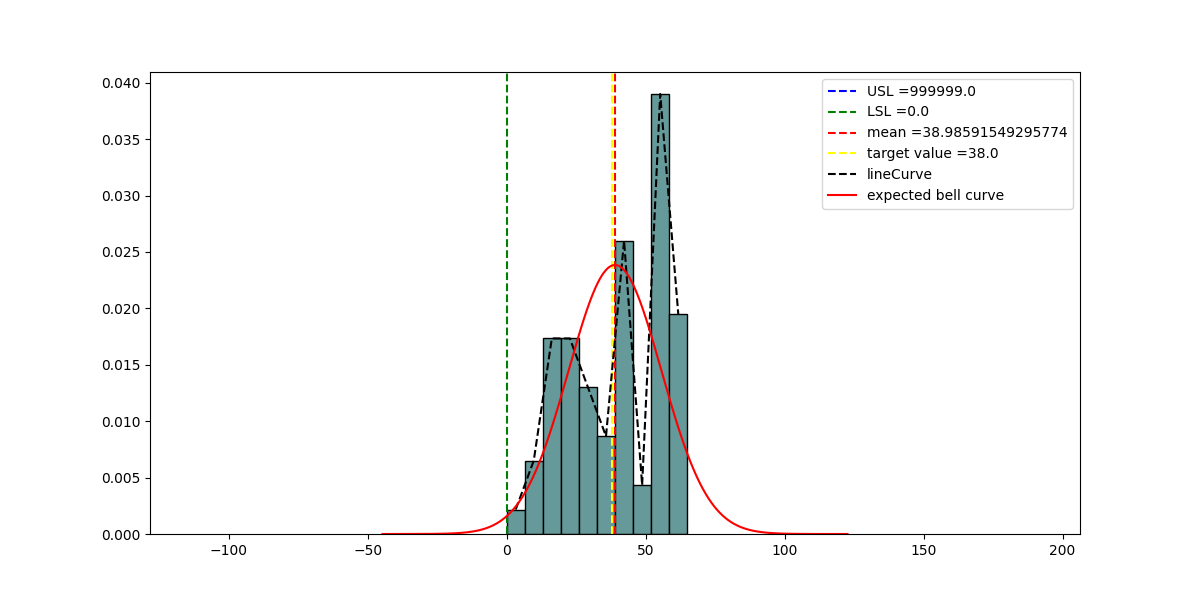 0.040
0.035
0.030
0.025
0.020
0.015
0.010
0.005
0.000
−100
−50
0
50
100
150
200
USL =999999.0
LSL =0.0
mean =38.98591549295774
target value =38.0
lineCurve
expected bell curve